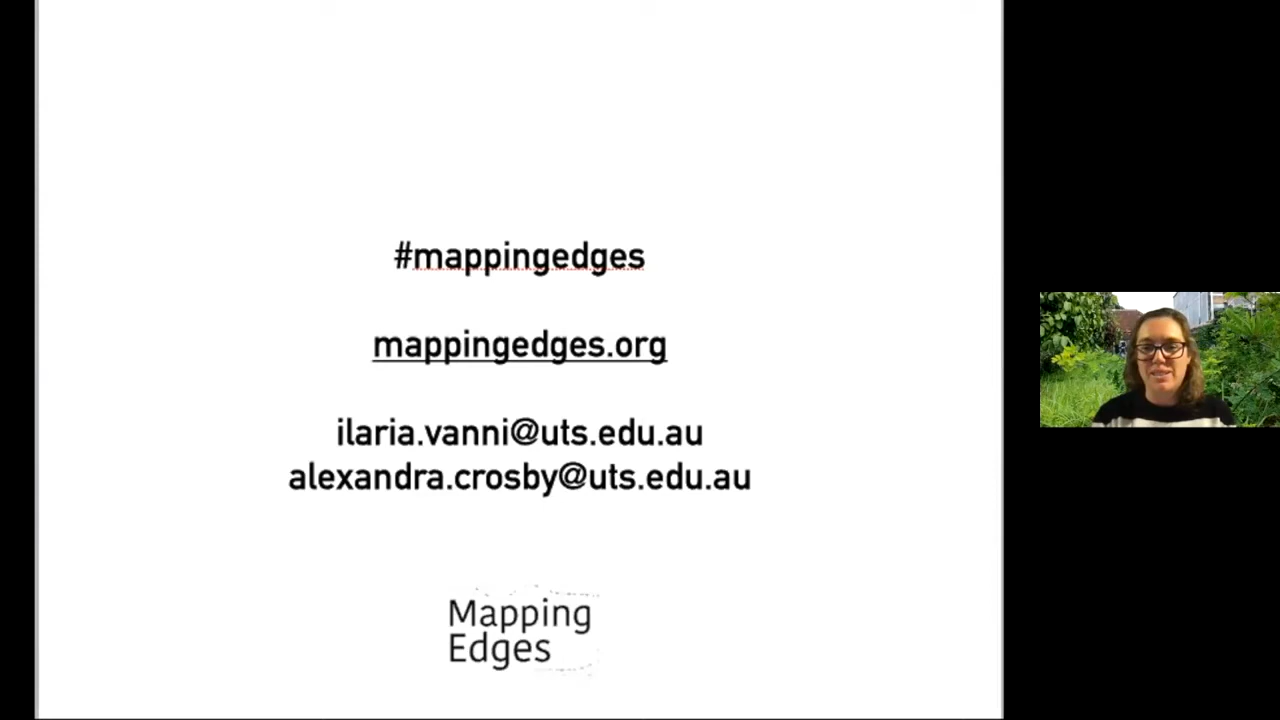 #mappingedges
mappingedges.org
ilaria.vanni@uts.edu.au
alexandra.crosby@uts.edu.au
Mapping
Edges